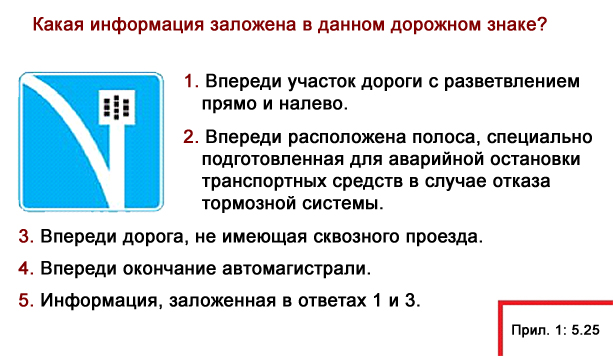 Какая информация заложена в данном дорожном знаке?
1. Впереди участок дороги с разветвлением
прямо и налево.
2. Впереди расположена полоса, специально
подготовленная для аварийной остановки
транспортных средств в случае отказа
тормозной системы.
3. Впереди дорога, не имеющая сквозного проезда.
4. Впереди окончание автомагистрали.
5. Информация, заложенная в ответах 1 и 3.
Прил. 1: 5.25